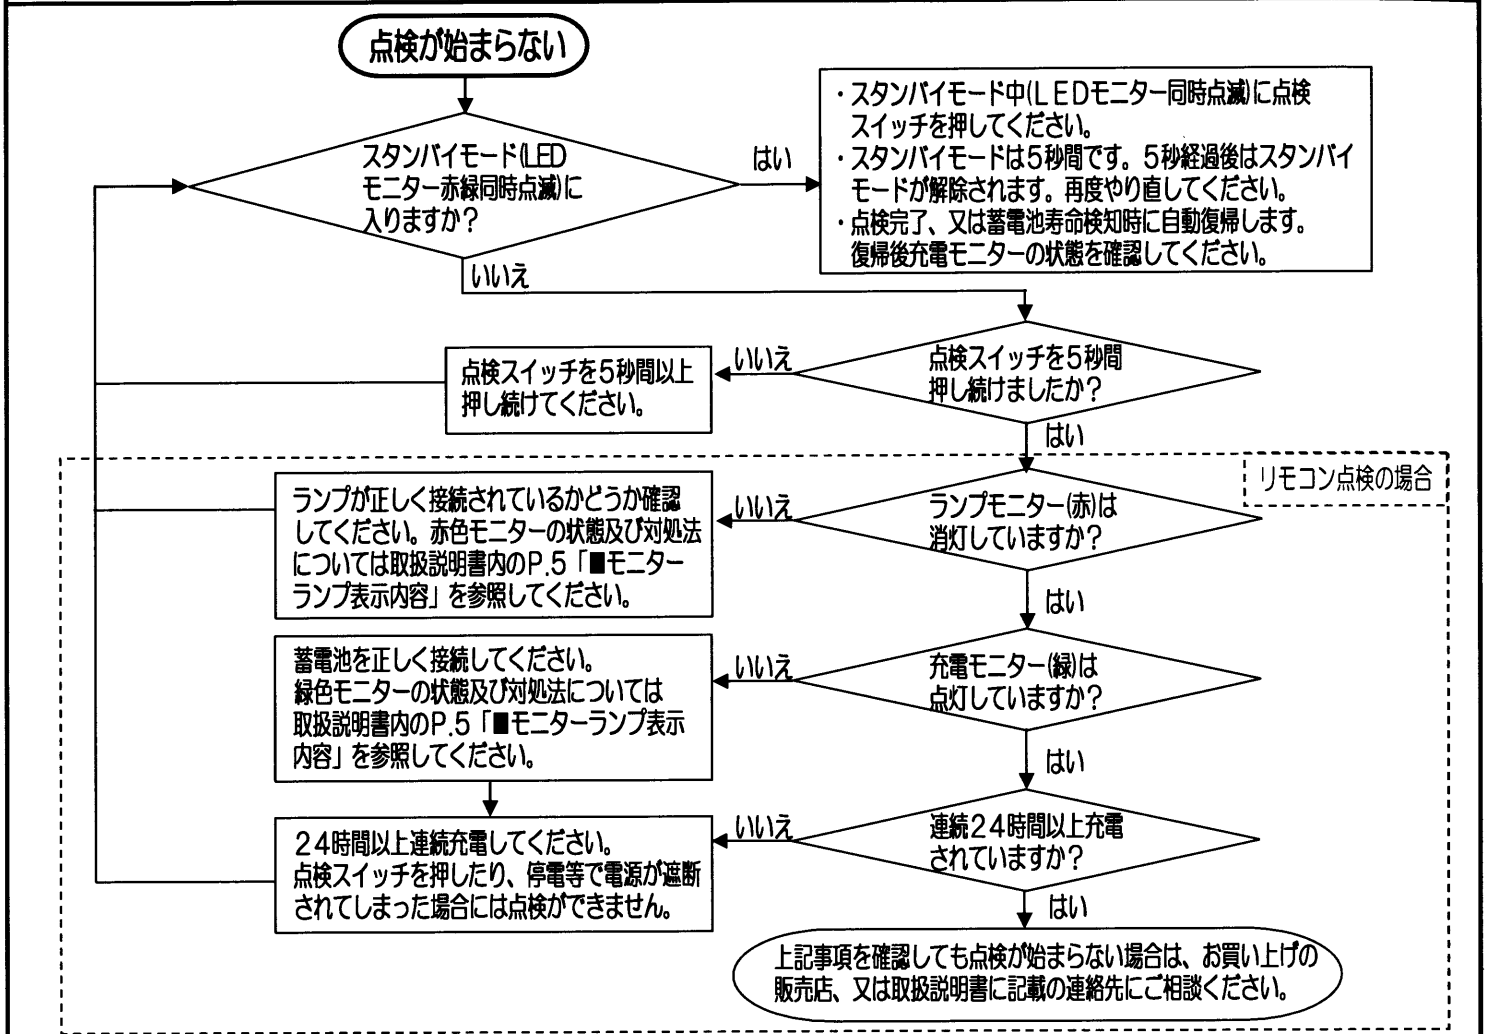 点検が始まらない
スタンバイモード(LED
モニター赤緑同時点滅)に
入りますか？
はい
・スタンバイモード中(ＬＥＤモニター同時点滅)に点検
スイッチを押してください。
・スタンバイモードは５秒間です。５秒経過後はスタンバイ
モードが解除されます。再度やり直してください。
・点検完了、又は蓄電池寿命検知時に自動復帰します。
復帰後充電モニターの状態を確認してください。
いいえ
点検スイッチを５秒間
押し続けましたか？
いいえ
点検スイッチを５秒間以上
押し続けてください。
はい
リモコン点検の場合
ランプモニター(赤)は
消灯していますか？
いいえ
ランプが正しく接続されているかどうか確認
してください。赤色モニターの状態及び対処法
については取扱説明書内のP.5「■モニター
ランプ表示内容」を参照してください。
はい
充電モニター(緑)は
点灯していますか？
いいえ
蓄電池を正しく接続してください。
緑色モニターの状態及び対処法については
取扱説明書内のP.5「■モニターランプ表示
内容」を参照してください。
はい
連続２４時間以上充電
されていますか？
いいえ
２４時間以上連続充電してください。
点検スイッチを押したり、停電等で電源が遮断
されてしまった場合には点検ができません。
はい
上記事項を確認しても点検が始まらない場合は、お買い上げの
販売店、又は取扱説明書に記載の連絡先にご相談ください。